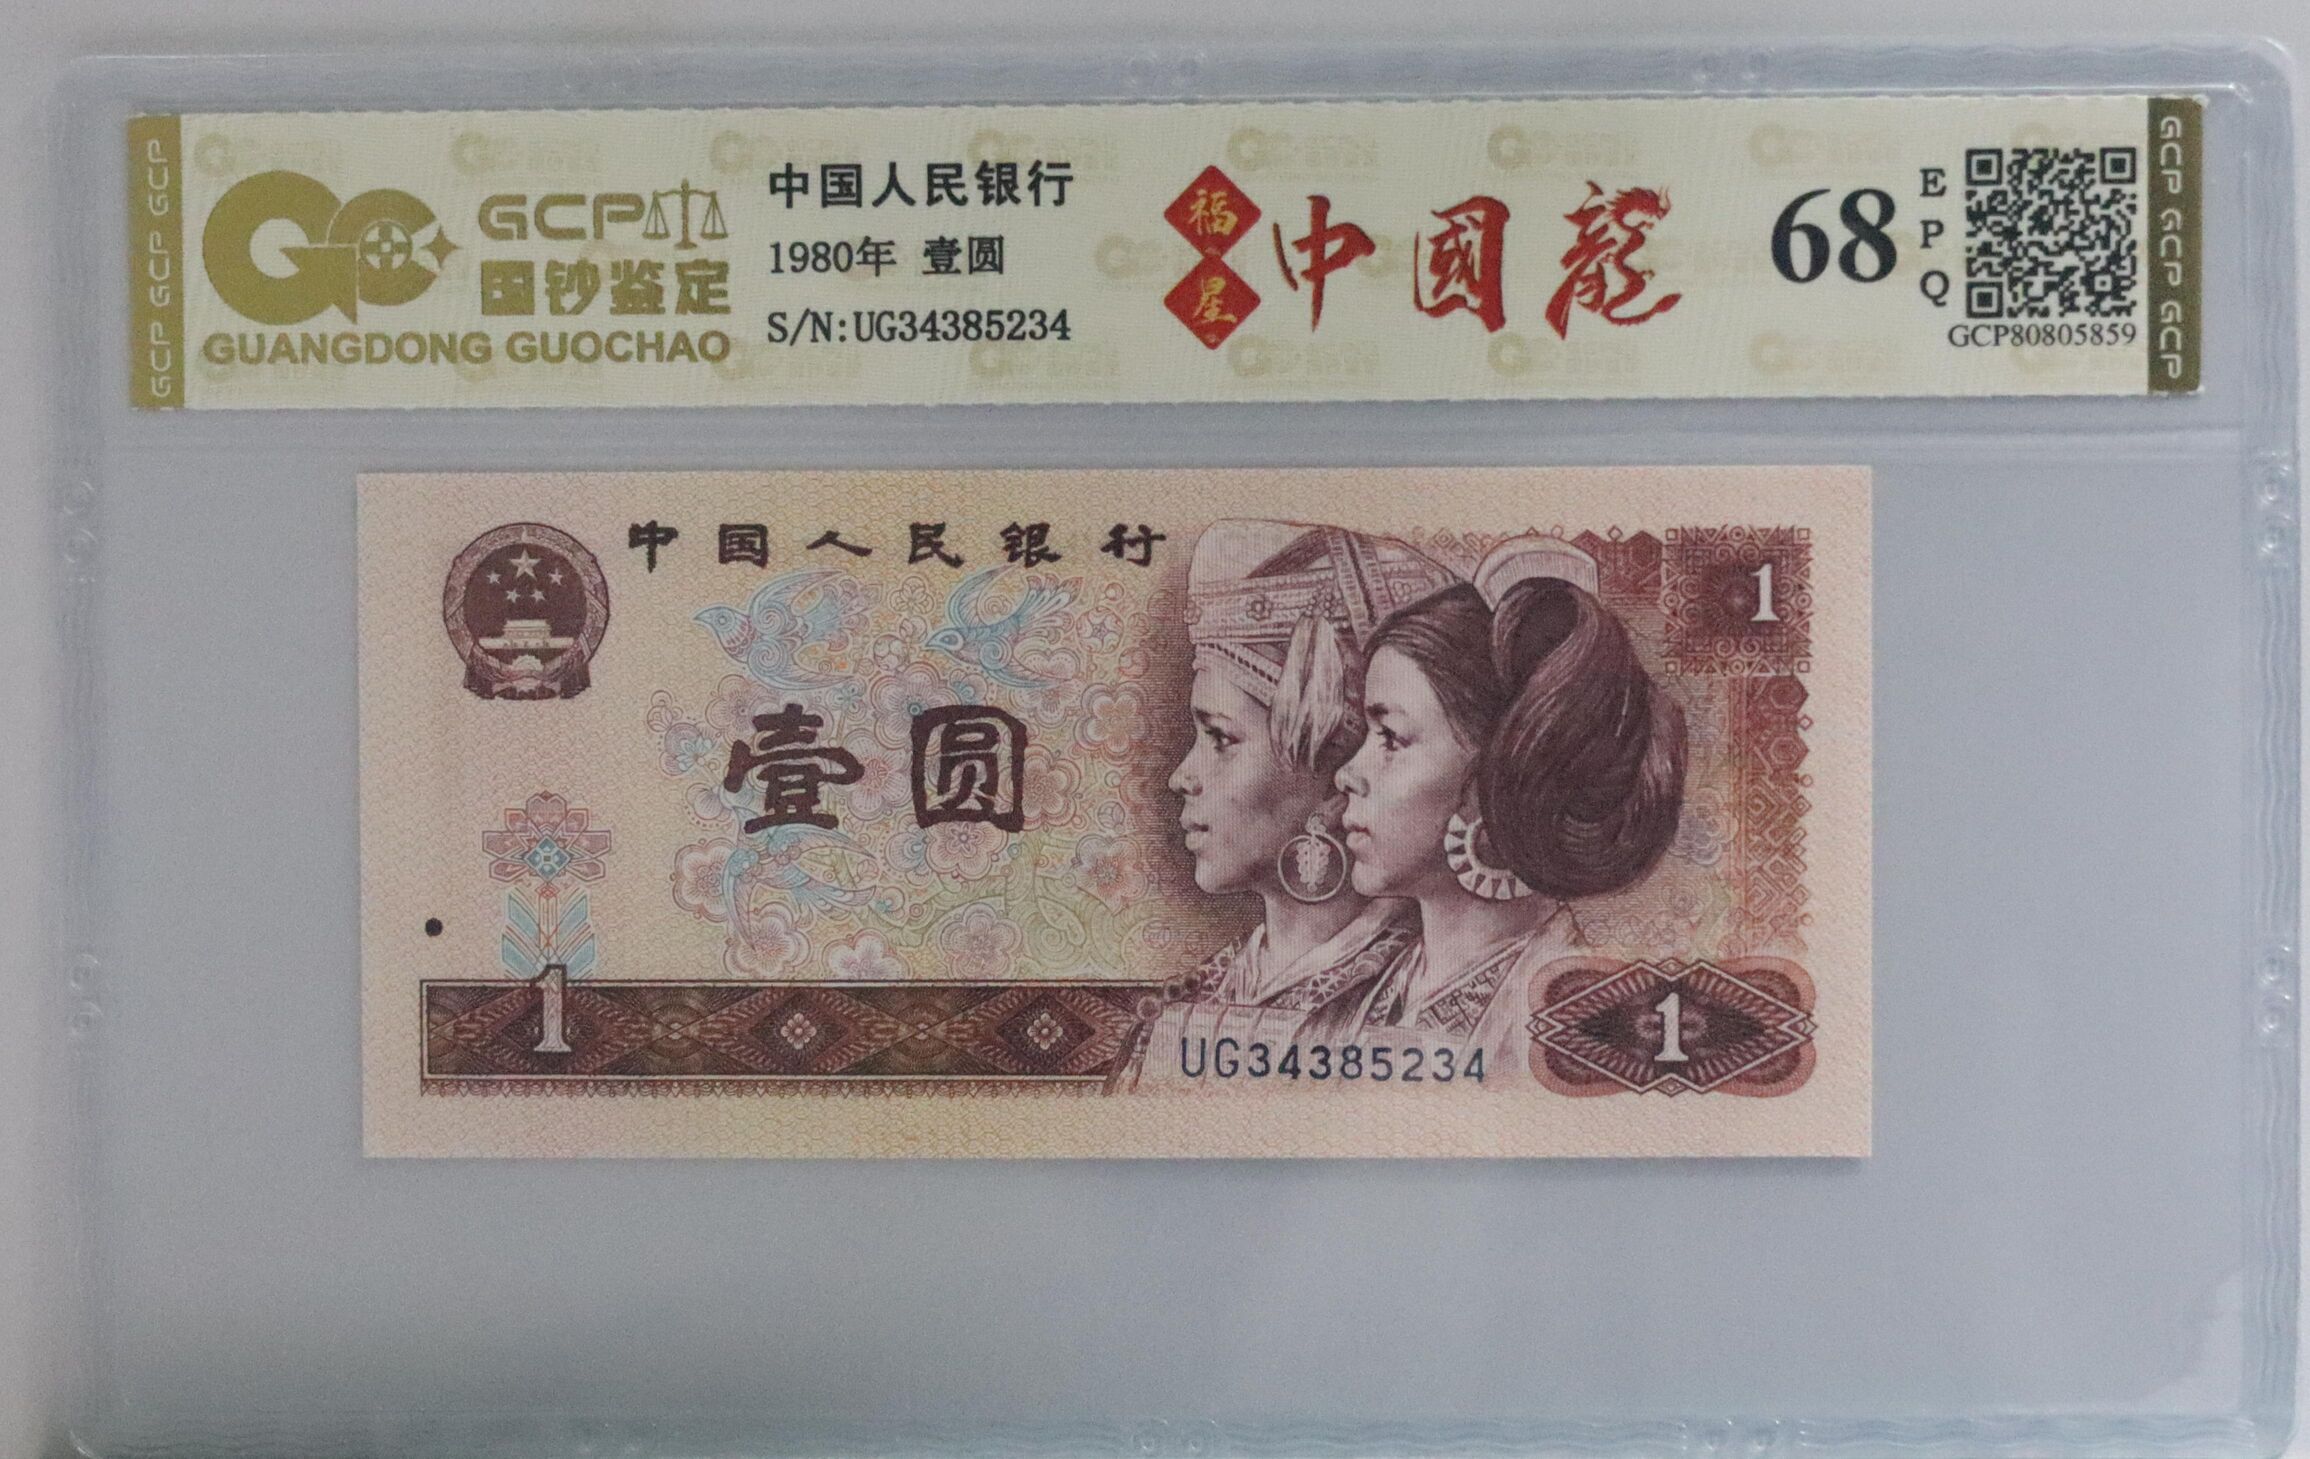 GCP GCP GCP
GCP
国钞鉴定
GUANGDONG GUOCHAO
中国人民银行
1980年 壹圆
S/N:UG34385234
福
星
中國龍
68
E
P
Q
GCP80805859
GCP GCP GCP
中国人民银行
1
壹圆
1
UG34385234
1